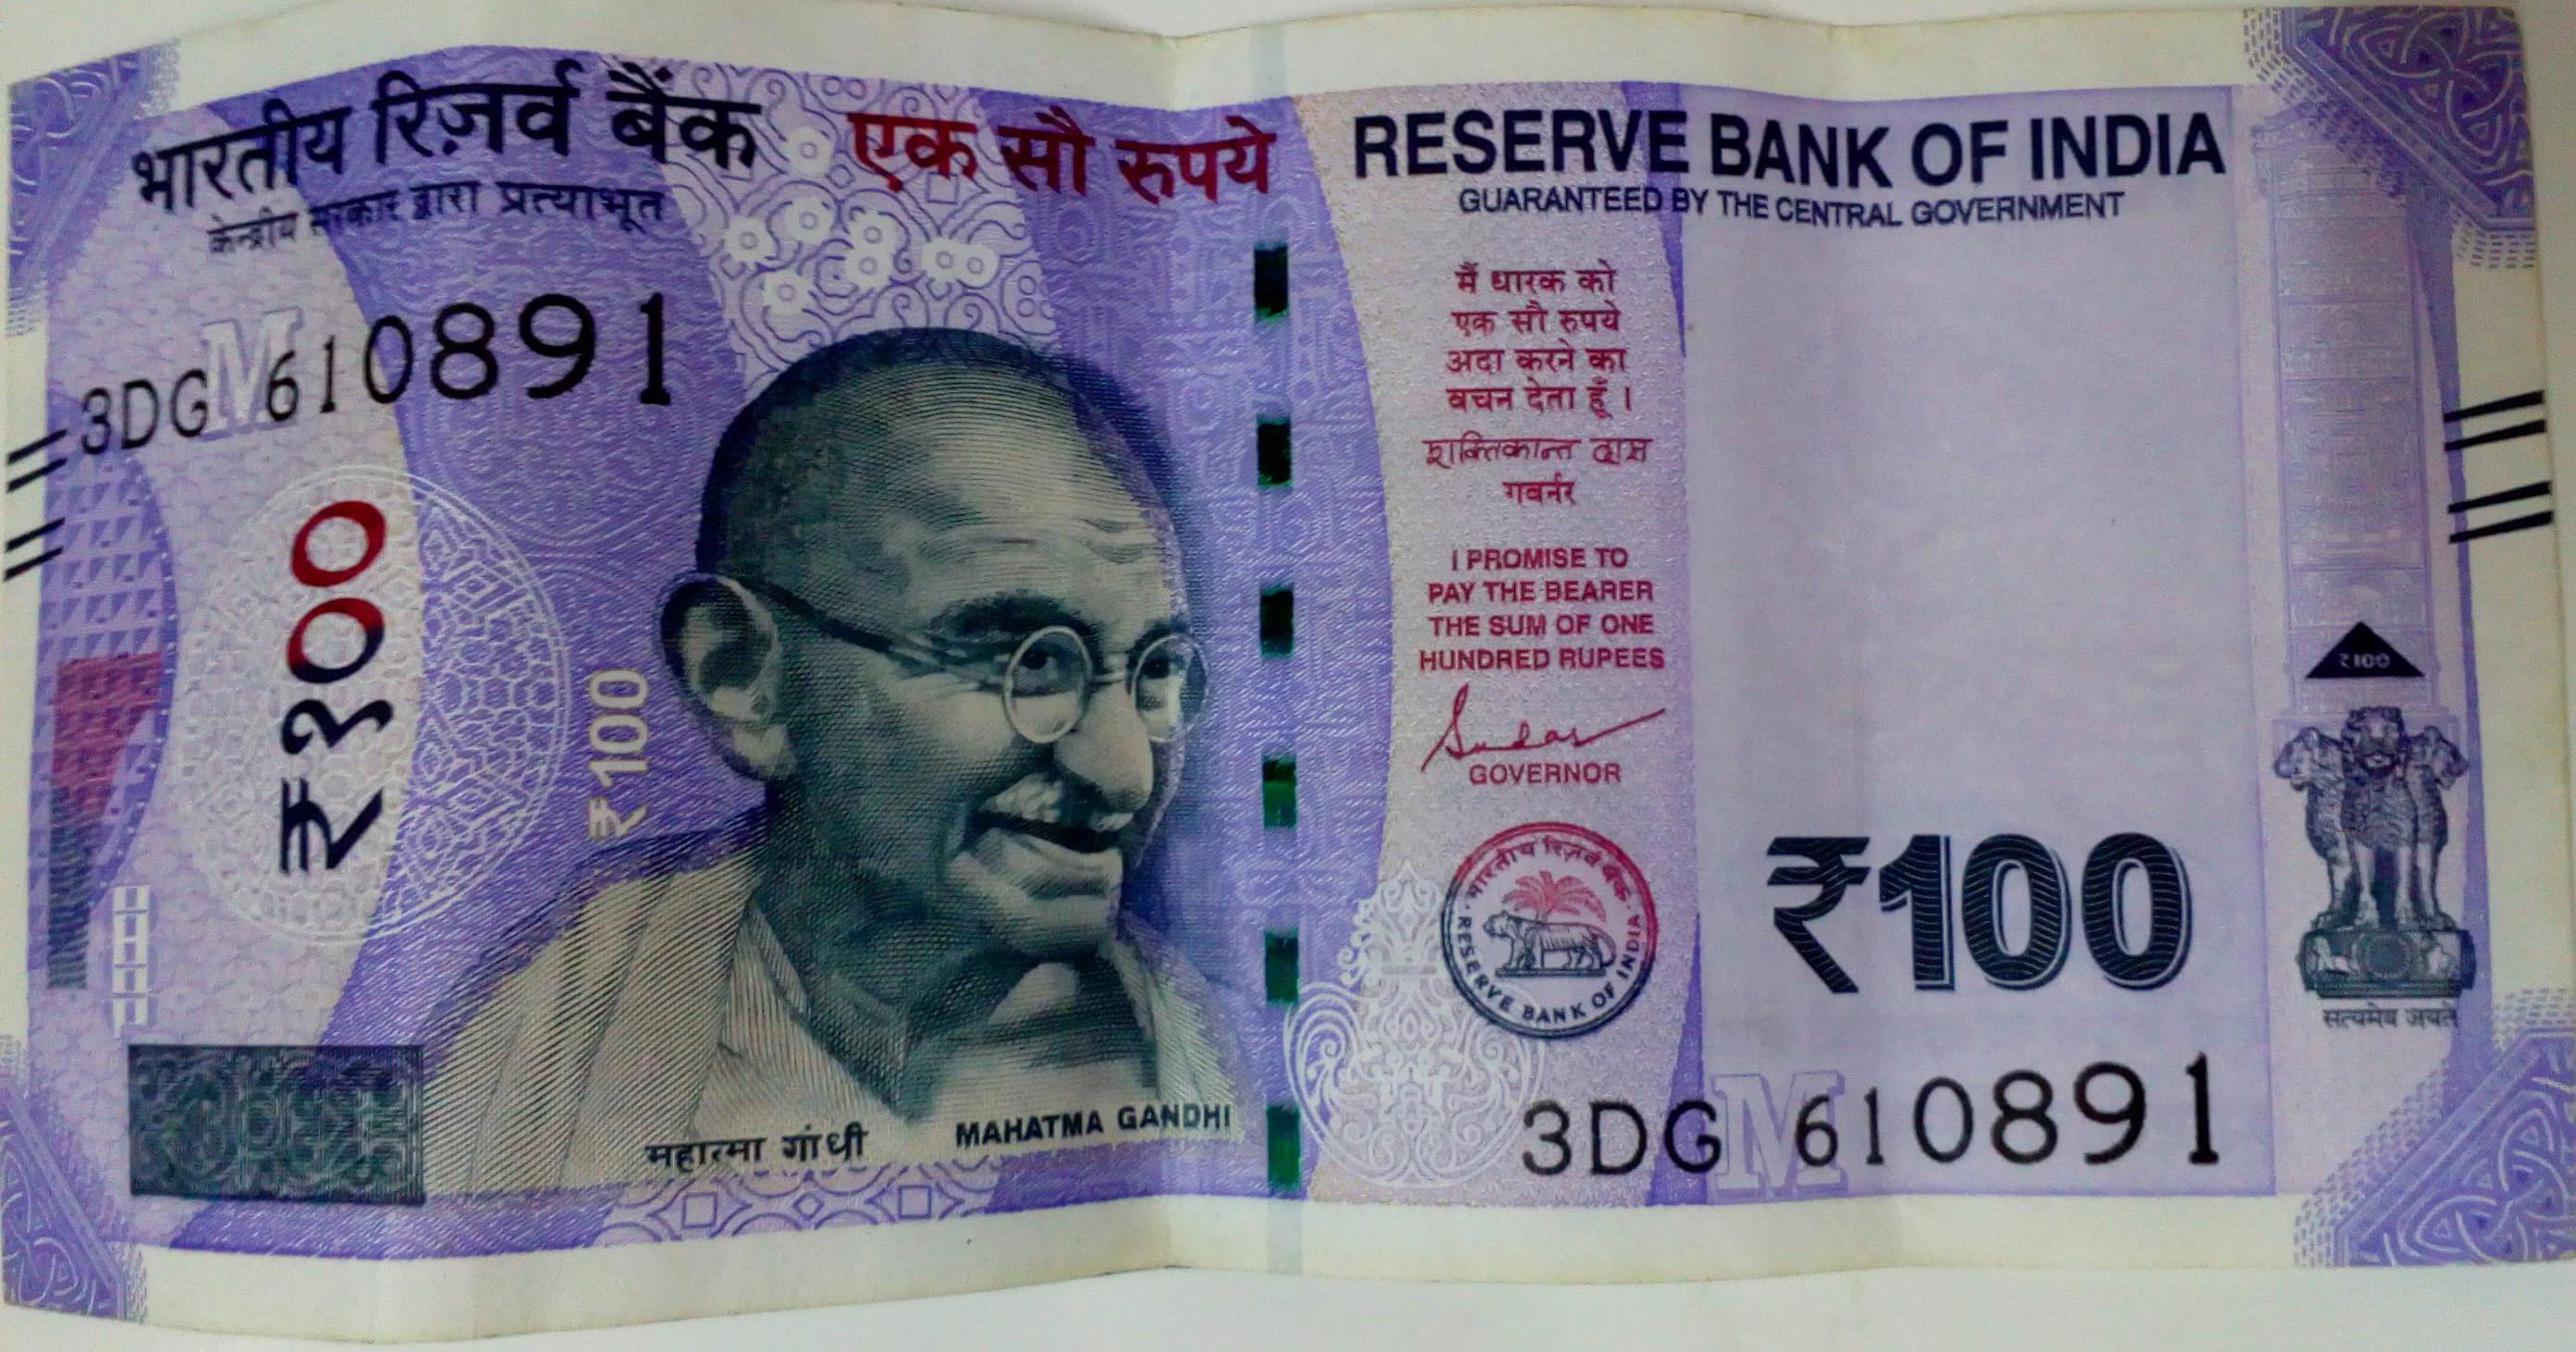 भारतीय रिज़र्व बैंक
केन्द्रीय सरकार द्वारा प्रत्याभूत
एक सौ रुपये
RESERVE BANK OF INDIA
GUARANTEED BY THE CENTRAL GOVERNMENT
3DG 610891
M
₹१००
₹100
मैं धारक को
एक सौ रुपये
अदा करने का
वचन देता हूँ ।
शक्तिकान्त दास
गवर्नर
I PROMISE TO
PAY THE BEARER
THE SUM OF ONE
HUNDRED RUPEES
GOVERNOR
भारतीय रिज़र्व बैंक
RESERVE BANK OF INDIA
₹100
₹100
सत्यमेव जयते
महात्मा गांधी
MAHATMA GANDHI
3DG 610891
M